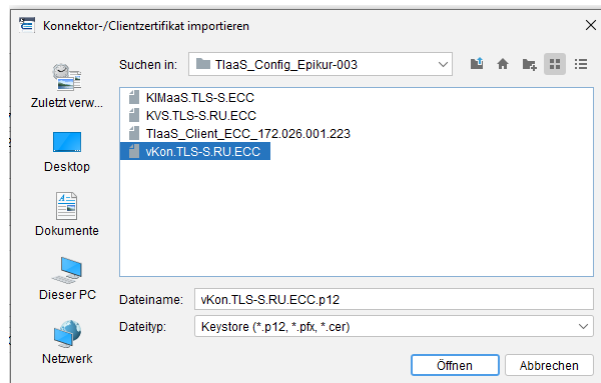 Konnektor-/Clientzertifikat importieren
Suchen in: TIaaS_Config_Epikur-003
Zuletzt verw...
Desktop
Dokumente
Dieser PC
Netzwerk
KIMaaS.TLS-S.ECC
KVS.TLS-S.RU.ECC
TIaaS_Client_ECC_172.026.001.223
vKon.TLS-S.RU.ECC
Dateiname: vKon.TLS-S.RU.ECC.p12
Dateityp: Keystore (*.p12, *.pfx, *.cer)
Öffnen Abbrechen